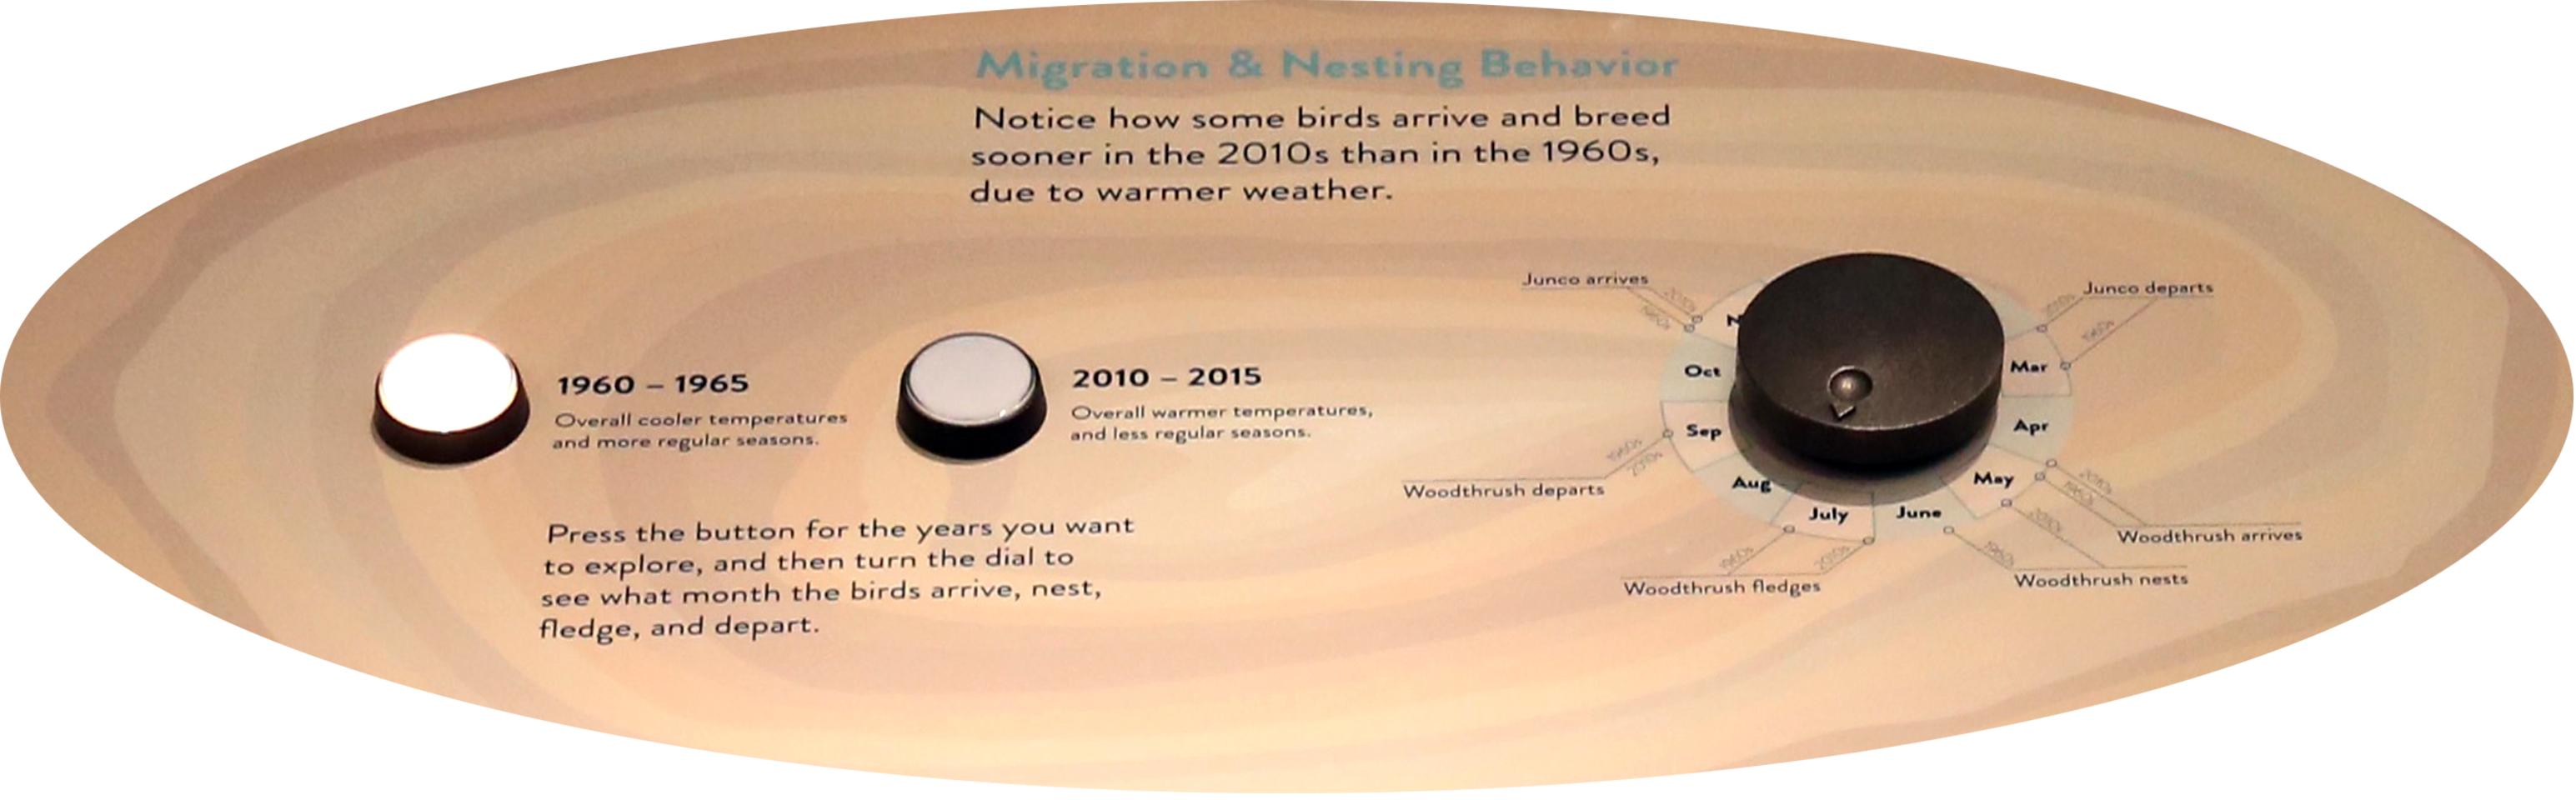 Migration & Nesting Behavior
Notice how some birds arrive and breed
sooner in the 2010s than in the 1960s,
due to warmer weather.
1960 – 1965
Overall cooler temperatures
and more regular seasons.
2010 – 2015
Overall warmer temperatures,
and less regular seasons.
Press the button for the years you want
to explore, and then turn the dial to
see what month the birds arrive, nest,
fledge, and depart.
Junco arrives
2010s
1960s
Junco departs
2010s
1960s
Oct
Mar
Sep
Apr
1960s
2010s
Woodthrush departs
Aug
May
2010s
1960s
Woodthrush arrives
July
June
1960s
2010s
Woodthrush fledges
2010s
1960s
Woodthrush nests